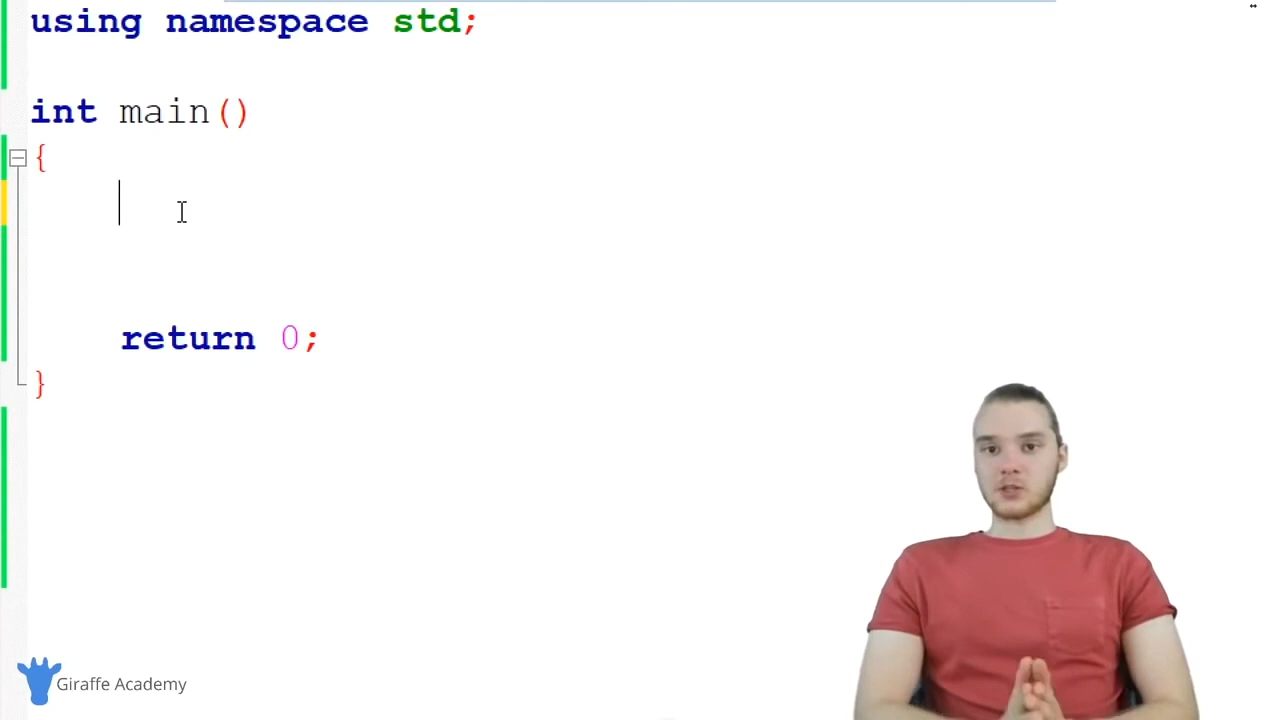 using namespace std;
int main()
{
return 0;
}
Giraffe Academy